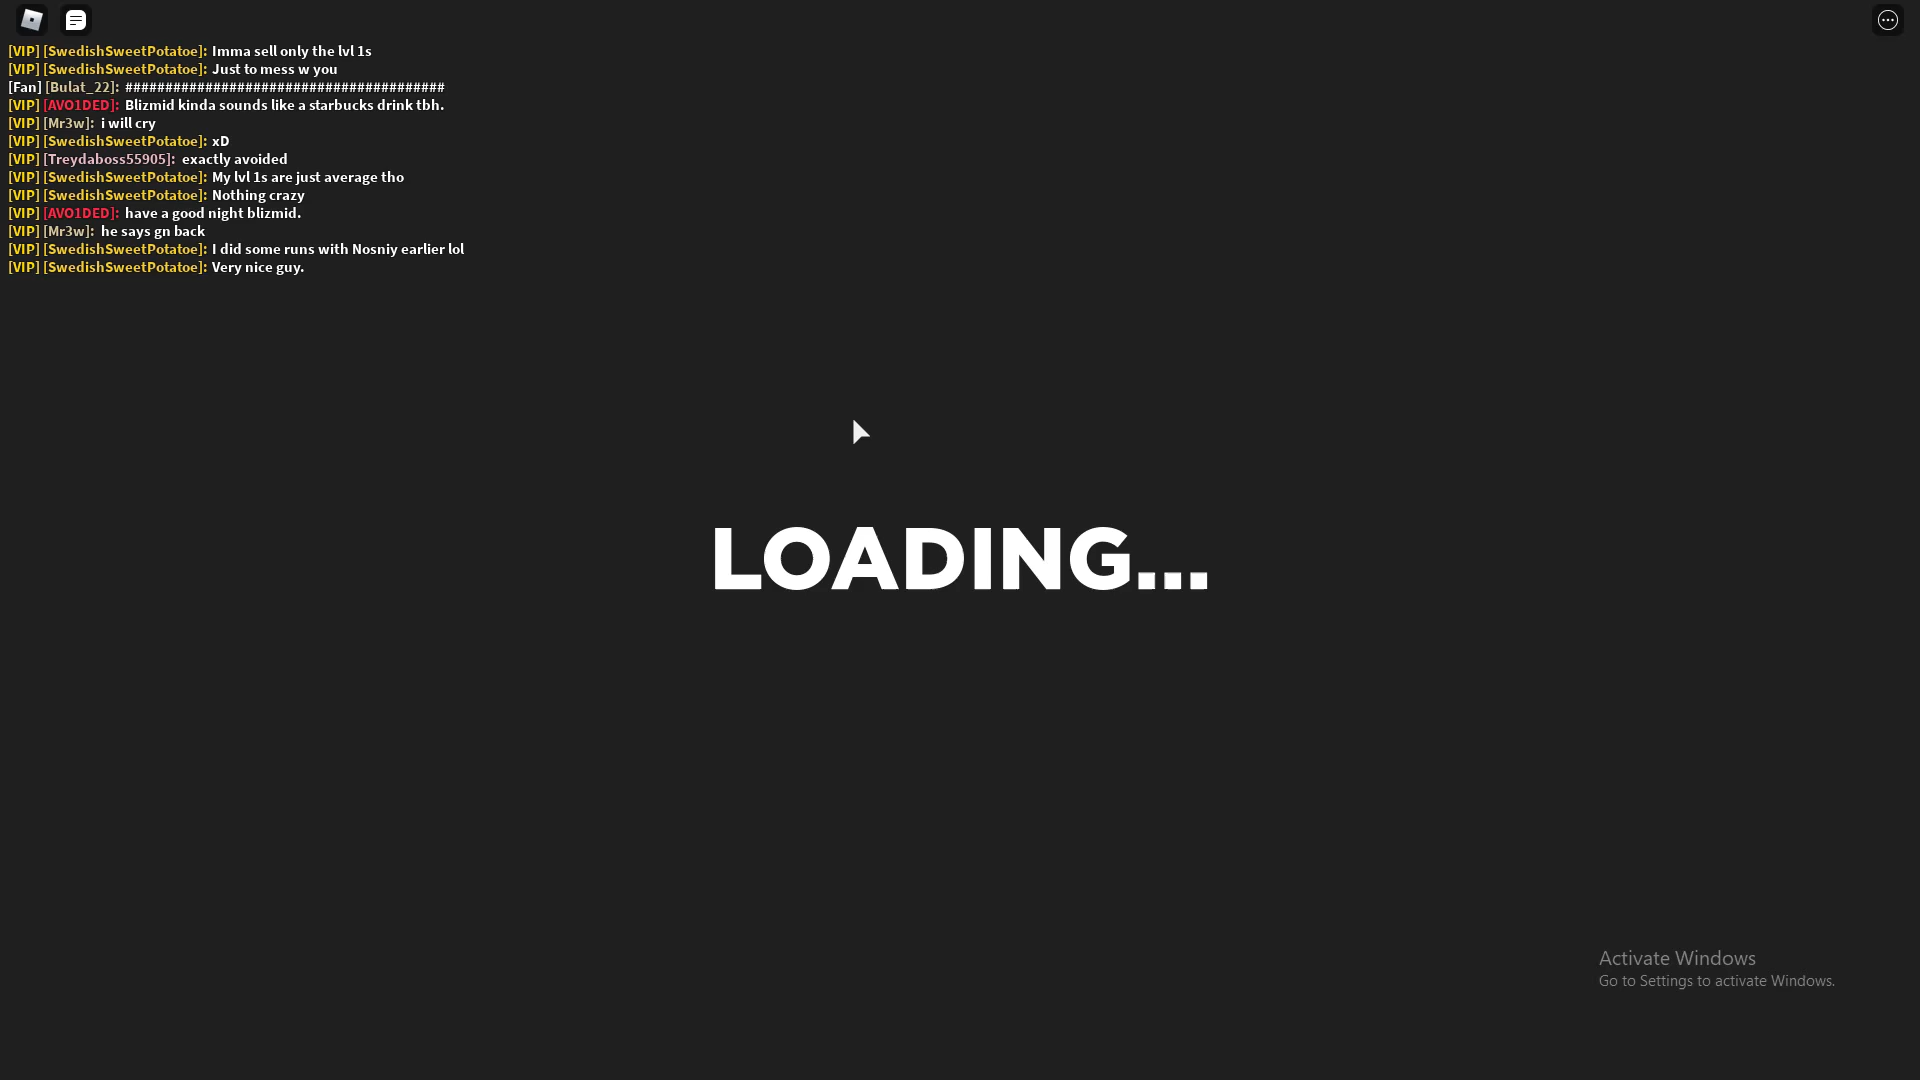 [VIP] [SwedishSweetPotatoe]: Imma sell only the lvl 1s
[VIP] [SwedishSweetPotatoe]: Just to mess w you
[Fan] [Bulat_22]: ########################################
[VIP] [AVO1DED]: Blizmid kinda sounds like a starbucks drink tbh.
[VIP] [Mr3w]: i will cry
[VIP] [SwedishSweetPotatoe]: xD
[VIP] [Treydaboss55905]: exactly avoided
[VIP] [SwedishSweetPotatoe]: My lvl 1s are just average tho
[VIP] [SwedishSweetPotatoe]: Nothing crazy
[VIP] [AVO1DED]: have a good night blizmid.
[VIP] [Mr3w]: he says gn back
[VIP] [SwedishSweetPotatoe]: I did some runs with Nosniy earlier lol
[VIP] [SwedishSweetPotatoe]: Very nice guy.
LOADING...
Activate Windows
Go to Settings to activate Windows.